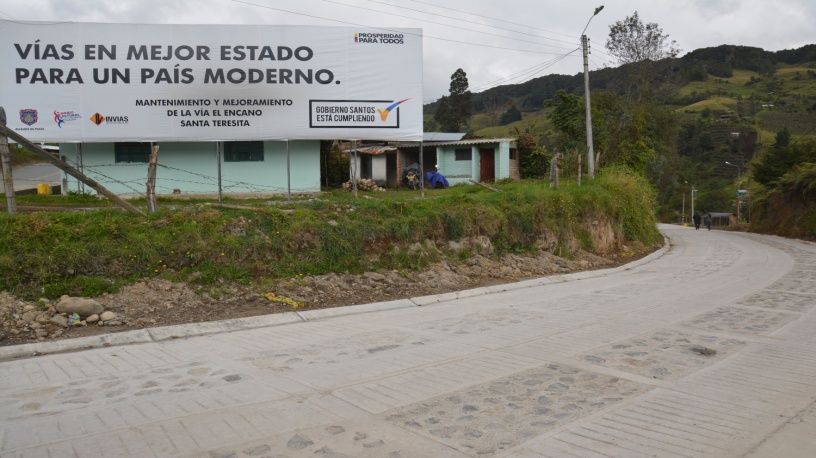 PROSPERIDAD
PARA TODOS
VÍAS EN MEJOR ESTADO
PARA UN PAÍS MODERNO.
MANTENIMIENTO Y MEJORAMIENTO
DE LA VÍA EL ENCANO
SANTA TERESITA
INVIAS
GOBIERNO SANTOS
ESTÁ CUMPLIENDO